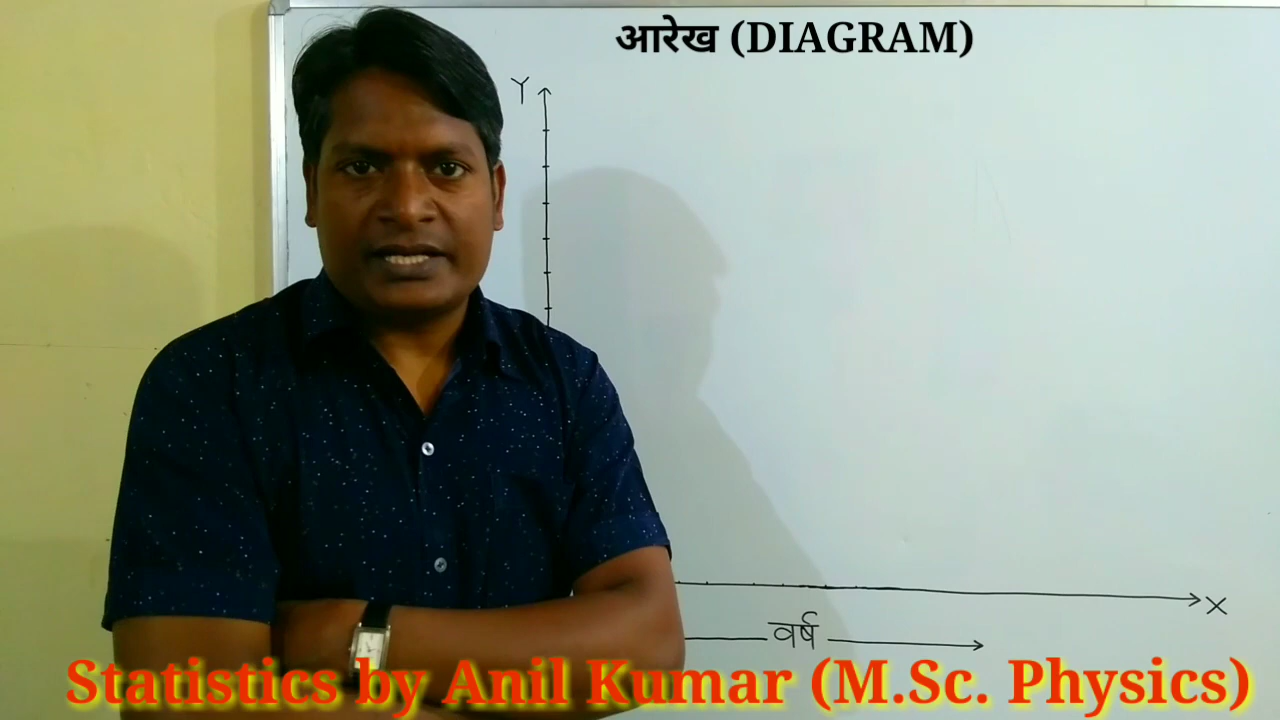 आरेख (DIAGRAM)
Y
X
वर्ष
Statistics by Anil Kumar (M.Sc. Physics)